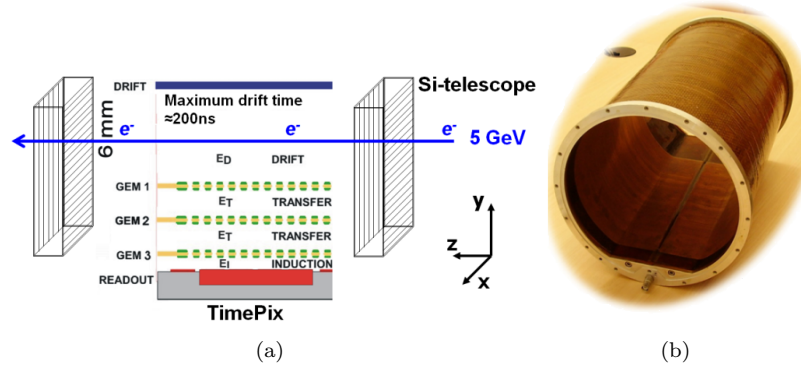 DRIFT
Maximum drift time
≈200ns
Si-telescope
6 mm
e-
e-
e-
5 GeV
ED
DRIFT
GEM 1
ET
TRANSFER
GEM 2
ET
TRANSFER
GEM 3
EI
INDUCTION
READOUT
TimePix
y
z
x
(a)
(b)